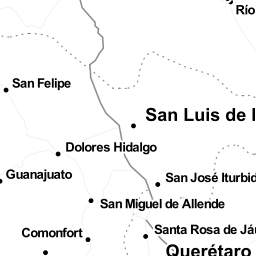 Río
San Felipe
San Luis de l
Dolores Hidalgo
Guanajuato
San José Iturbid
San Miguel de Allende
Santa Rosa de Jáu
Comonfort
Querétaro